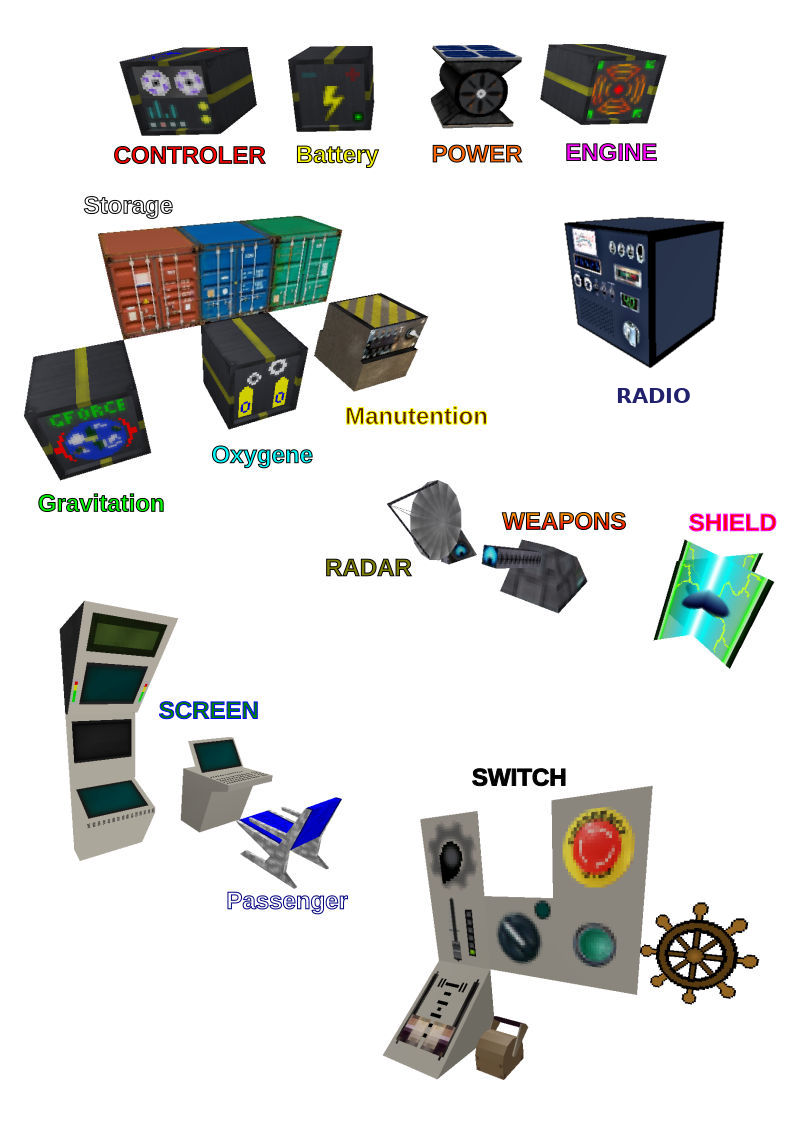 CONTROLER
Battery
POWER
ENGINE
Storage
RADIO
Manutention
GFORCE
Oxygene
Gravitation
WEAPONS
SHIELD
RADAR
SCREEN
SWITCH
Passenger